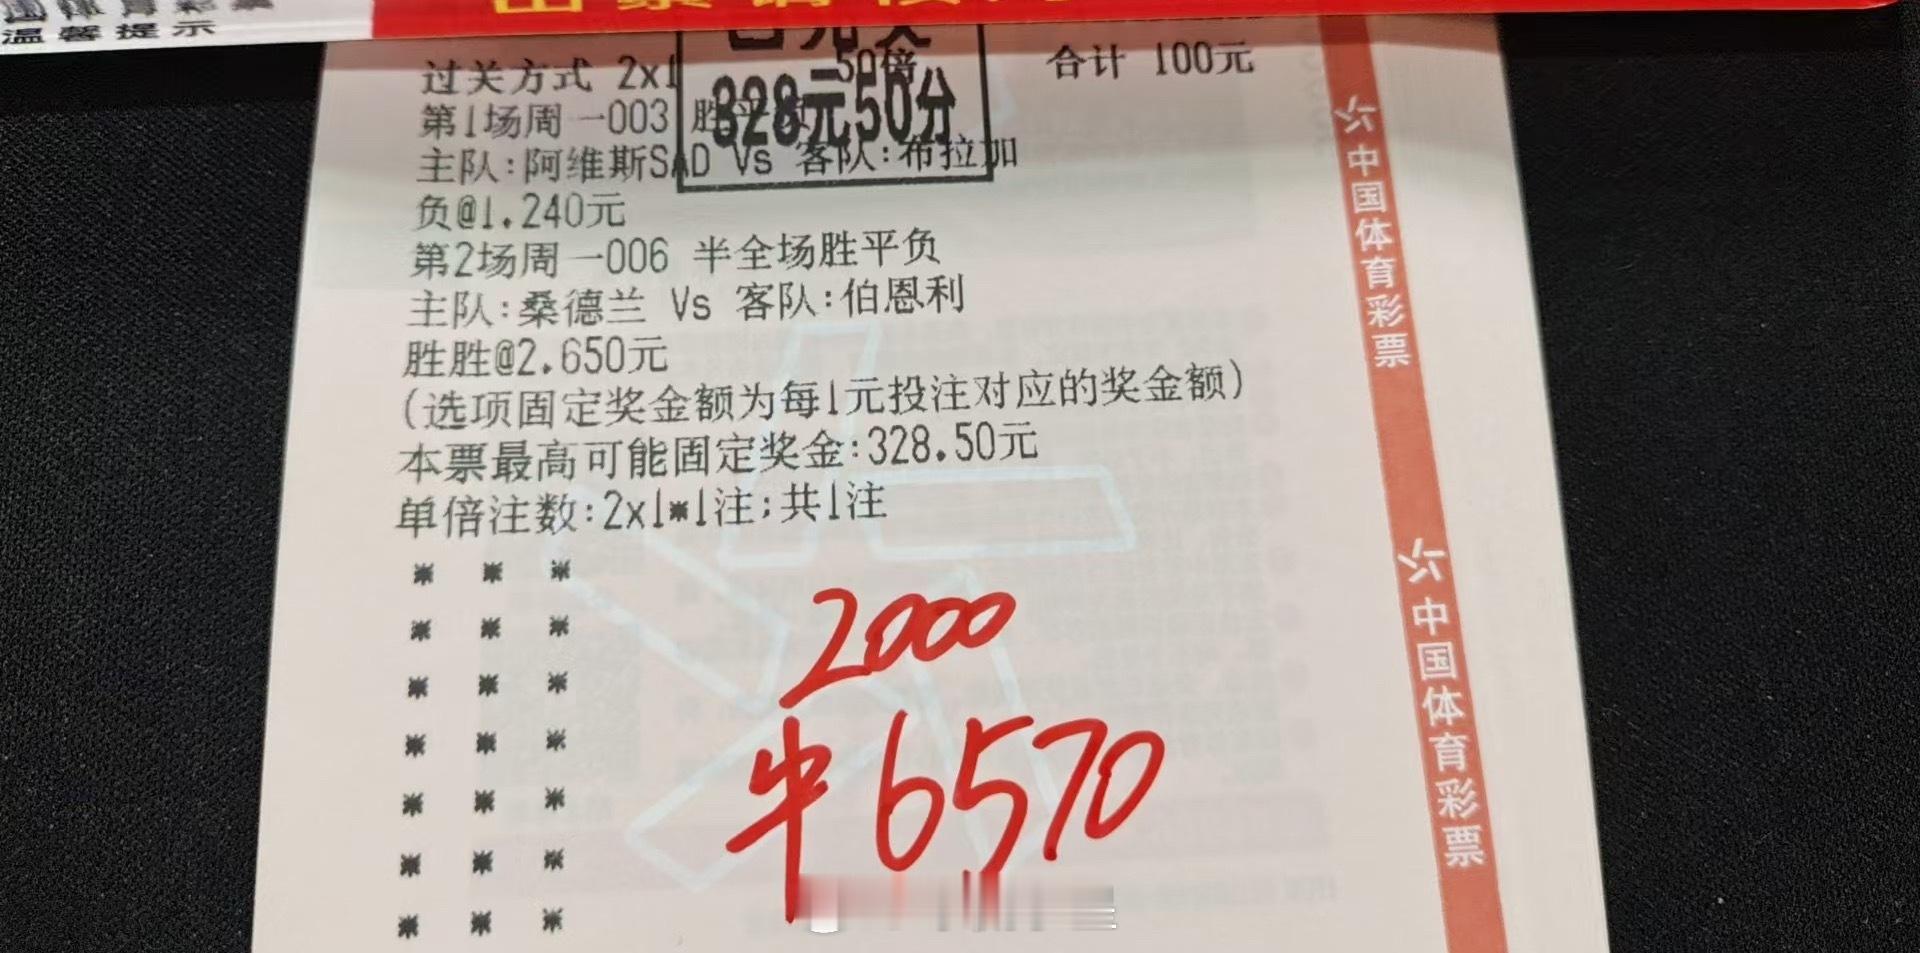 温馨提示
过关方式 2x1 50倍 合计 100元
328元50分
第1场周一003 胜平负
主队:阿维斯SAD Vs 客队:布拉加
负@1.240元
第2场周一006 半全场胜平负
主队:桑德兰 Vs 客队:伯恩利
胜胜@2.650元
(选项固定奖金额为每1元投注对应的奖金额)
本票最高可能固定奖金:328.50元
单倍注数:2x1*1注;共1注
2000
中6570
中国体育彩票
中国体育彩票